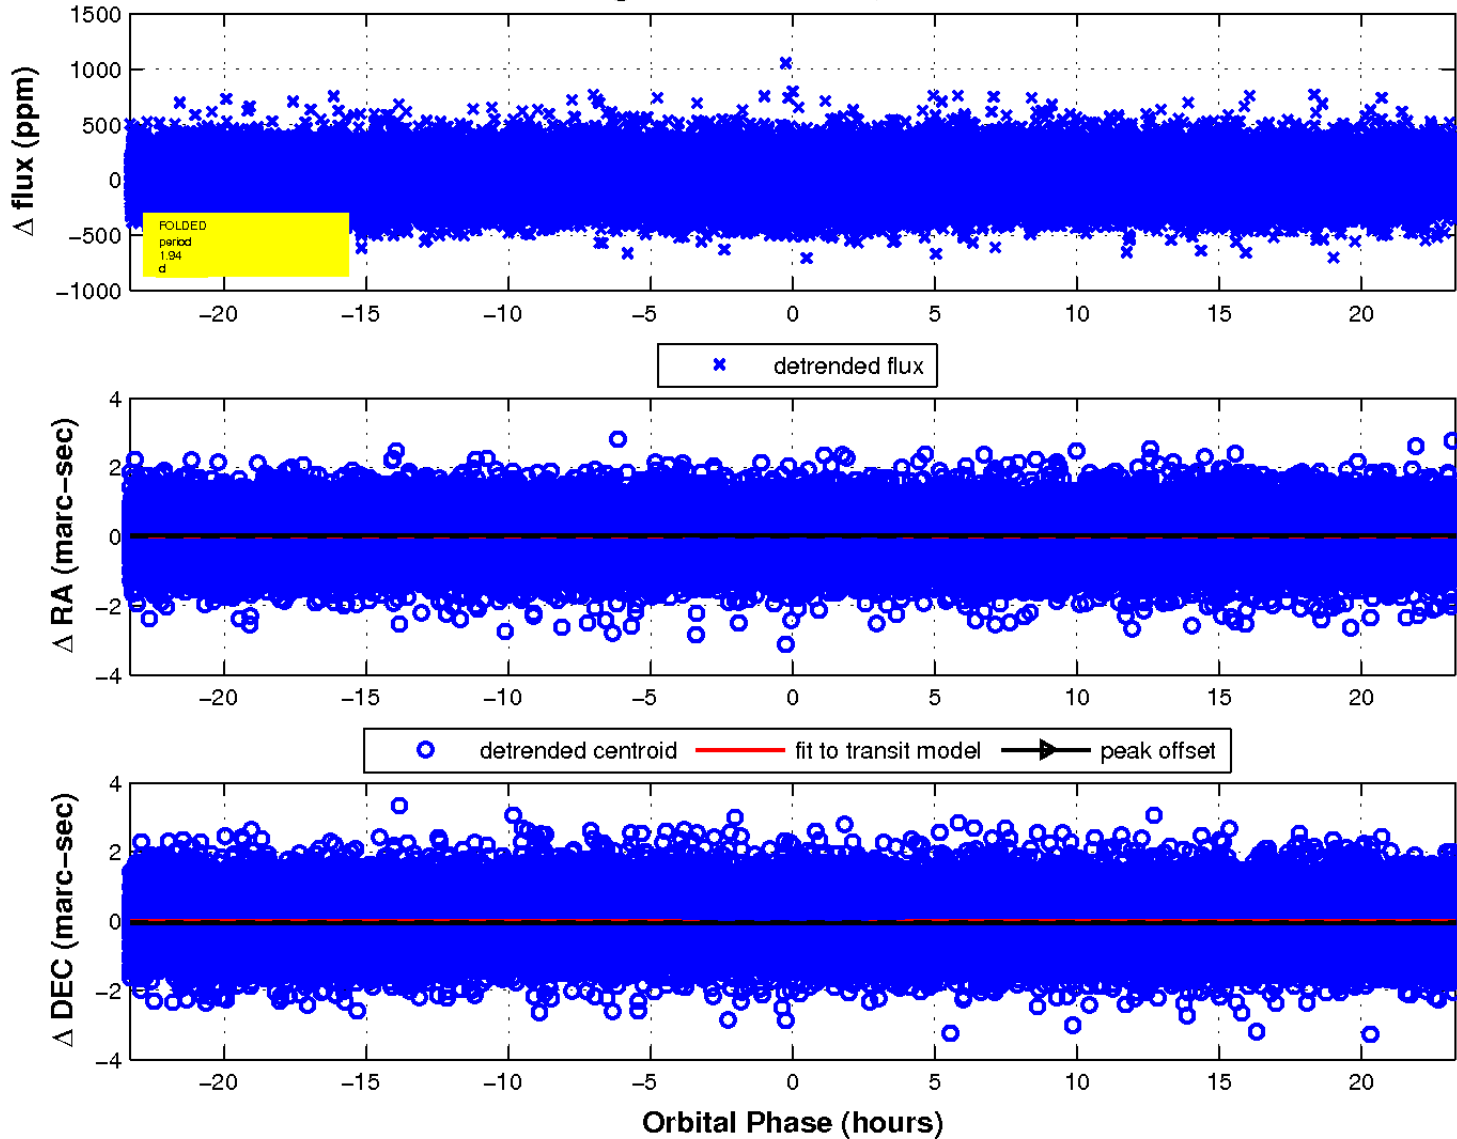 1500
1000
500
0
−500
−1000
Δ flux (ppm)
FOLDED
period
1.94
d
−20 −15 −10 −5 0 5 10 15 20
detrended flux
4
2
0
−2
−4
Δ RA (marc−sec)
−20 −15 −10 −5 0 5 10 15 20
detrended centroid fit to transit model peak offset
4
2
0
−2
−4
Δ DEC (marc−sec)
−20 −15 −10 −5 0 5 10 15 20
Orbital Phase (hours)